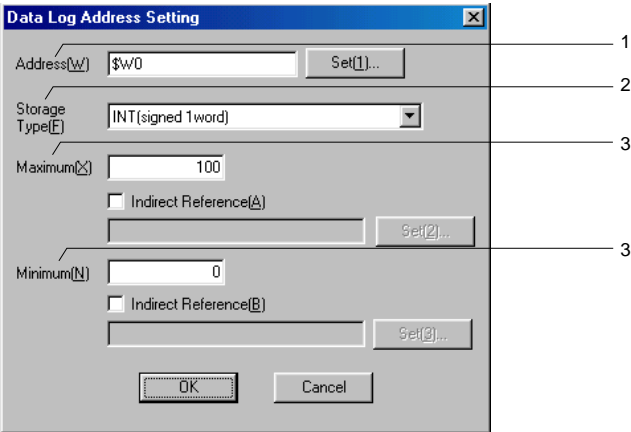 Data Log Address Setting
1
Address(W) $W0 Set(1)...
2
Storage
Type(F) INT(signed 1word)
3
Maximum(X) 100
Indirect Reference(A)
Set(2)...
3
Minimum(N) 0
Indirect Reference(B)
Set(3)...
OK Cancel